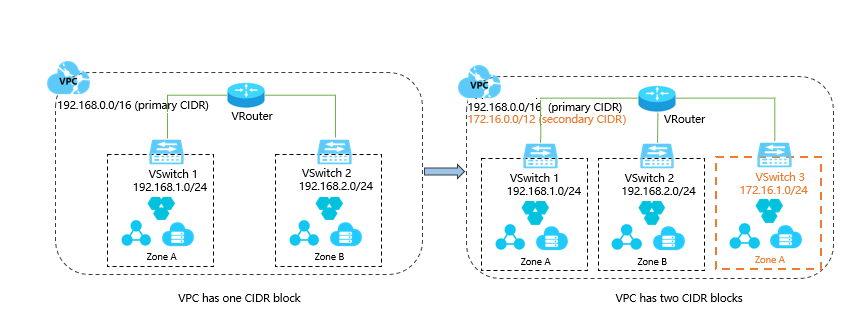 VPC
192.168.0.0/16 (primary CIDR)
VRouter
VSwitch 1
192.168.1.0/24
Zone A
VSwitch 2
192.168.2.0/24
Zone B
VPC has one CIDR block
VPC
192.168.0.0/16 (primary CIDR)
172.16.0.0/12 (secondary CIDR)
VRouter
VSwitch 1
192.168.1.0/24
Zone A
VSwitch 2
192.168.2.0/24
Zone B
VSwitch 3
172.16.1.0/24
Zone A
VPC has two CIDR blocks